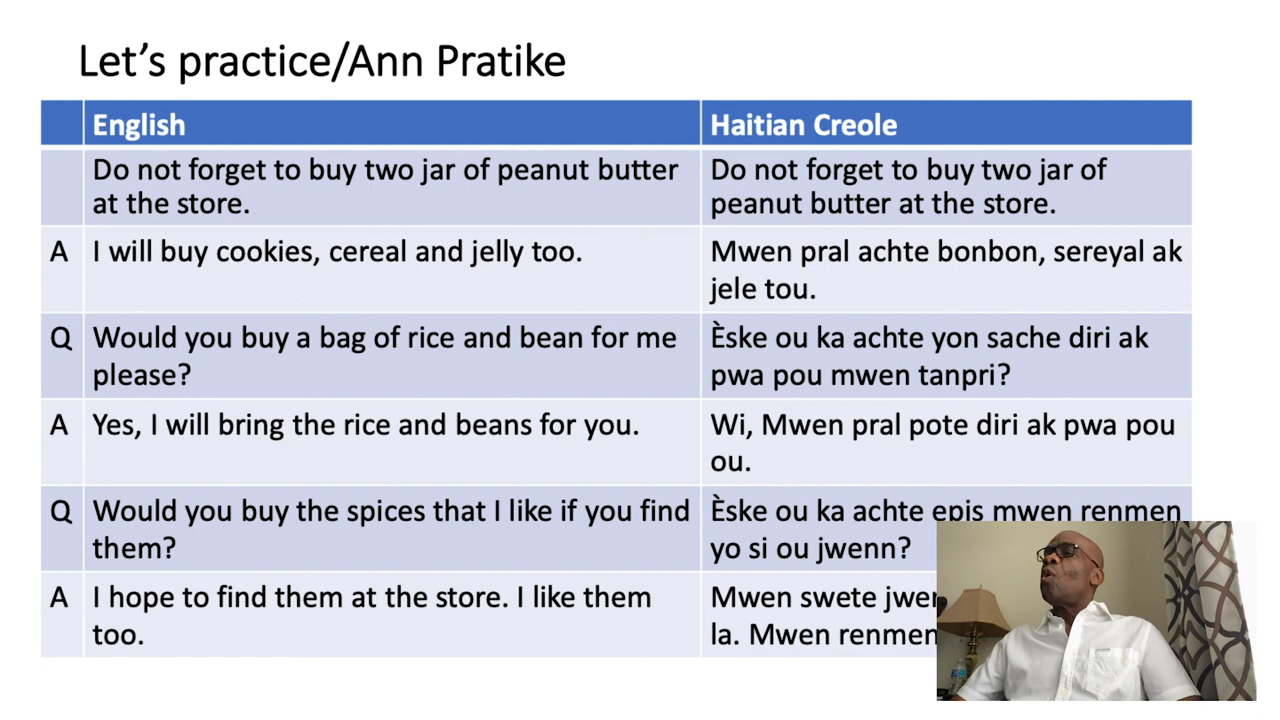 Let's practice/Ann Pratike
English
Haitian Creole
Do not forget to buy two jar of peanut butter
at the store.
Do not forget to buy two jar of
peanut butter at the store.
A
I will buy cookies, cereal and jelly too.
Mwen pral achte bonbon, sereyal ak
jele tou.
Q
Would you buy a bag of rice and bean for me
please?
Èske ou ka achte yon sache diri ak
pwa pou mwen tanpri?
A
Yes, I will bring the rice and beans for you.
Wi, Mwen pral pote diri ak pwa pou
ou.
Q
Would you buy the spices that I like if you find
them?
Èske ou ka achte epis mwen renmen
yo si ou jwenn?
A
I hope to find them at the store. I like them
too.
Mwen swete
la. Mwen renmen